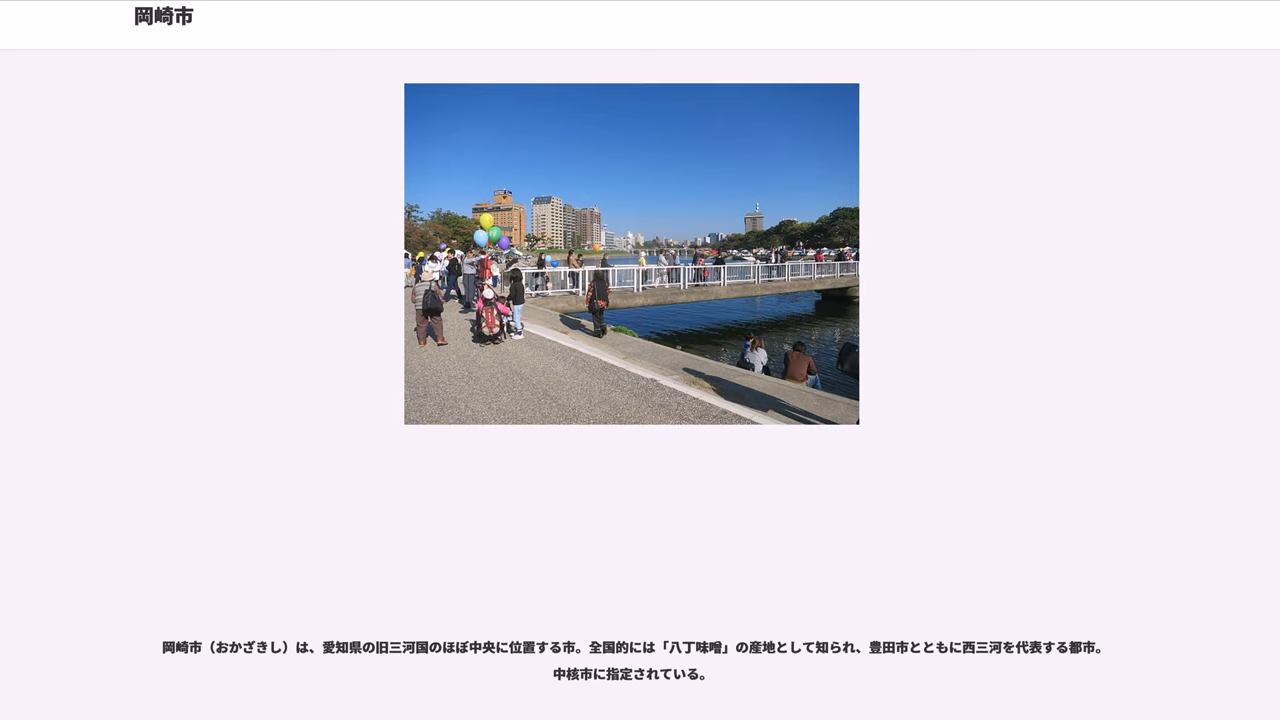 岡崎市
岡崎市（おかざきし）は、愛知県の旧三河国のほぼ中央に位置する市。全国的には「八丁味噌」の産地として知られ、豊田市とともに西三河を代表する都市。
中核市に指定されている。